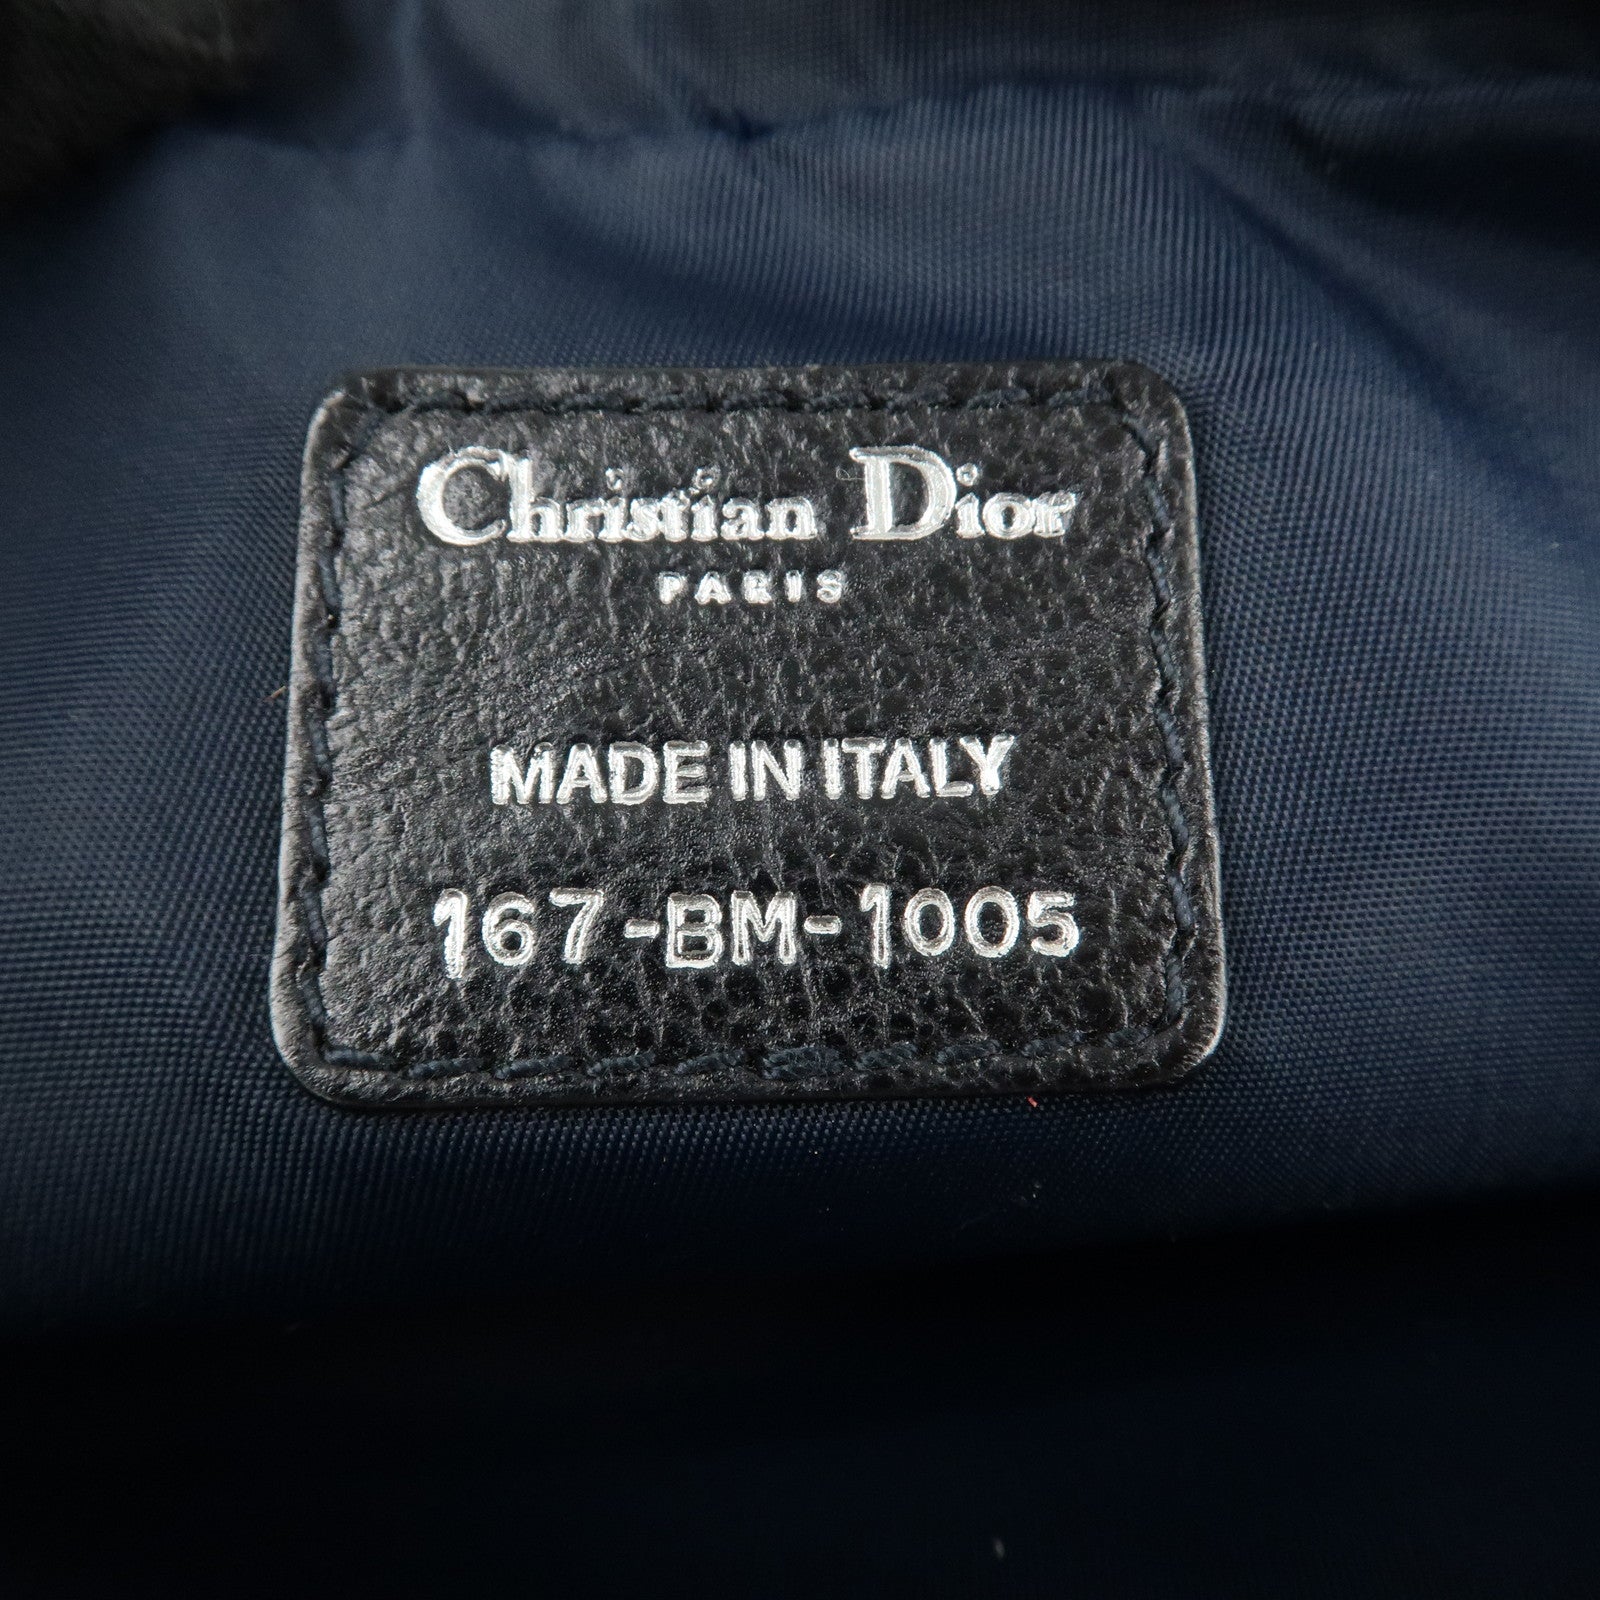 Christian Dior
PARIS
MADE IN ITALY
167-BM-1005